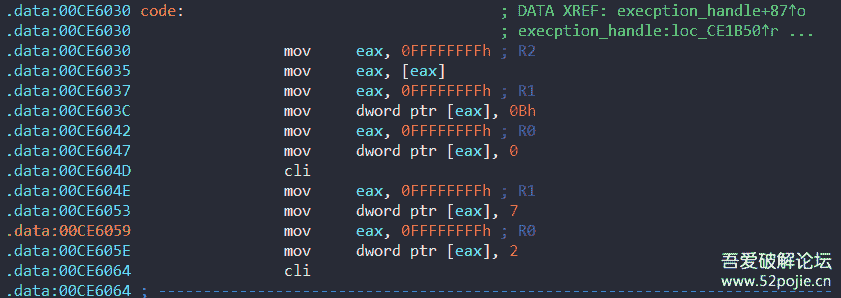 .data:00CE6030 code: ; DATA XREF: execption_handle+87↑o
.data:00CE6030 ; execption_handle:loc_CE1B50↑r ...
.data:00CE6030 mov eax, 0FFFFFFFFh ; R2
.data:00CE6035 mov eax, [eax]
.data:00CE6037 mov eax, 0FFFFFFFFh ; R1
.data:00CE603C mov dword ptr [eax], 0Bh
.data:00CE6042 mov eax, 0FFFFFFFFh ; R0
.data:00CE6047 mov dword ptr [eax], 0
.data:00CE604D cli
.data:00CE604E mov eax, 0FFFFFFFFh ; R1
.data:00CE6053 mov dword ptr [eax], 7
.data:00CE6059 mov eax, 0FFFFFFFFh ; R0
.data:00CE605E mov dword ptr [eax], 2
.data:00CE6064 cli
.data:00CE6064 ; ---------------------------------------------------------------------------
吾爱破解论坛
www.52pojie.cn